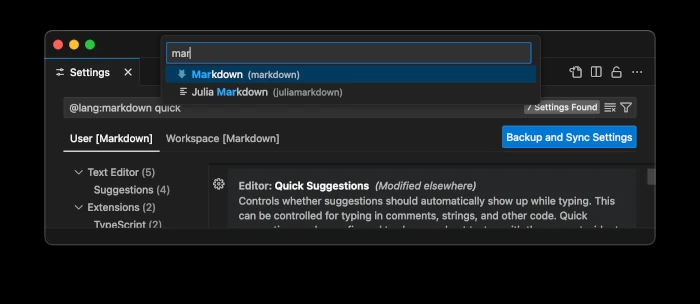 mar
Markdown (markdown)
Julia Markdown (juliamarkdown)
Settings
@lang:markdown quick
7 Settings Found
User [Markdown]
Workspace [Markdown]
Backup and Sync Settings
Text Editor (5)
Suggestions (4)
Extensions (2)
TypeScript (2)
Editor: Quick Suggestions (Modified elsewhere)
Controls whether suggestions should automatically show up while typing. This
can be controlled for typing in comments, strings, and other code. Quick